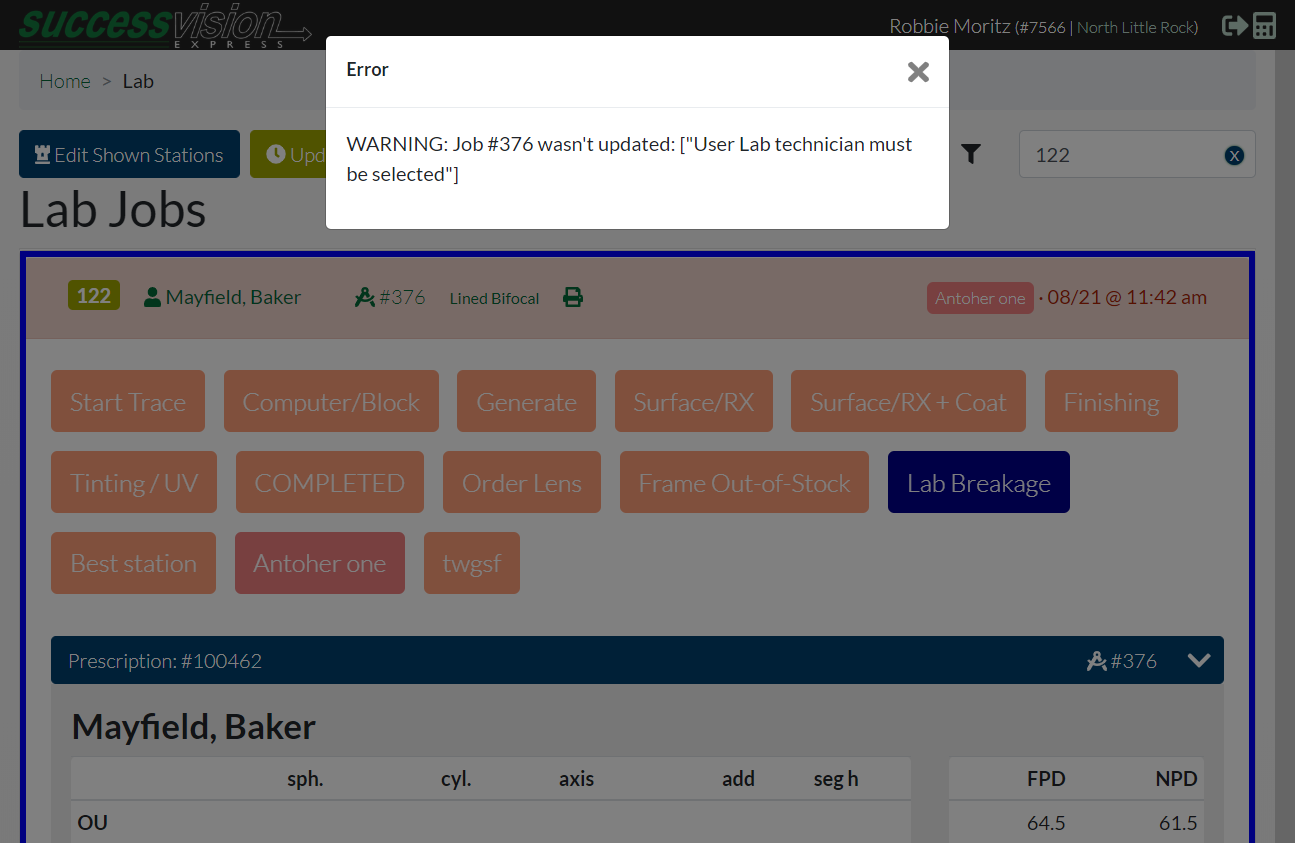 successvision
EXPRESS
Robbie Moritz (#7566 | North Little Rock)
Error
Home > Lab
WARNING: Job #376 wasn't updated: ["User Lab technician must
be selected"]
Edit Shown Stations
Upd
122
X
Lab Jobs
122 Mayfield, Baker #376 Lined Bifocal Antoher one · 08/21 @ 11:42 am
Start Trace Computer/Block Generate Surface/RX Surface/RX + Coat Finishing
Tinting / UV COMPLETED Order Lens Frame Out-of-Stock Lab Breakage
Best station Antoher one twgsf
Prescription: #100462 #376
Mayfield, Baker
sph. cyl. axis add seg h FPD NPD
OU 64.5 61.5